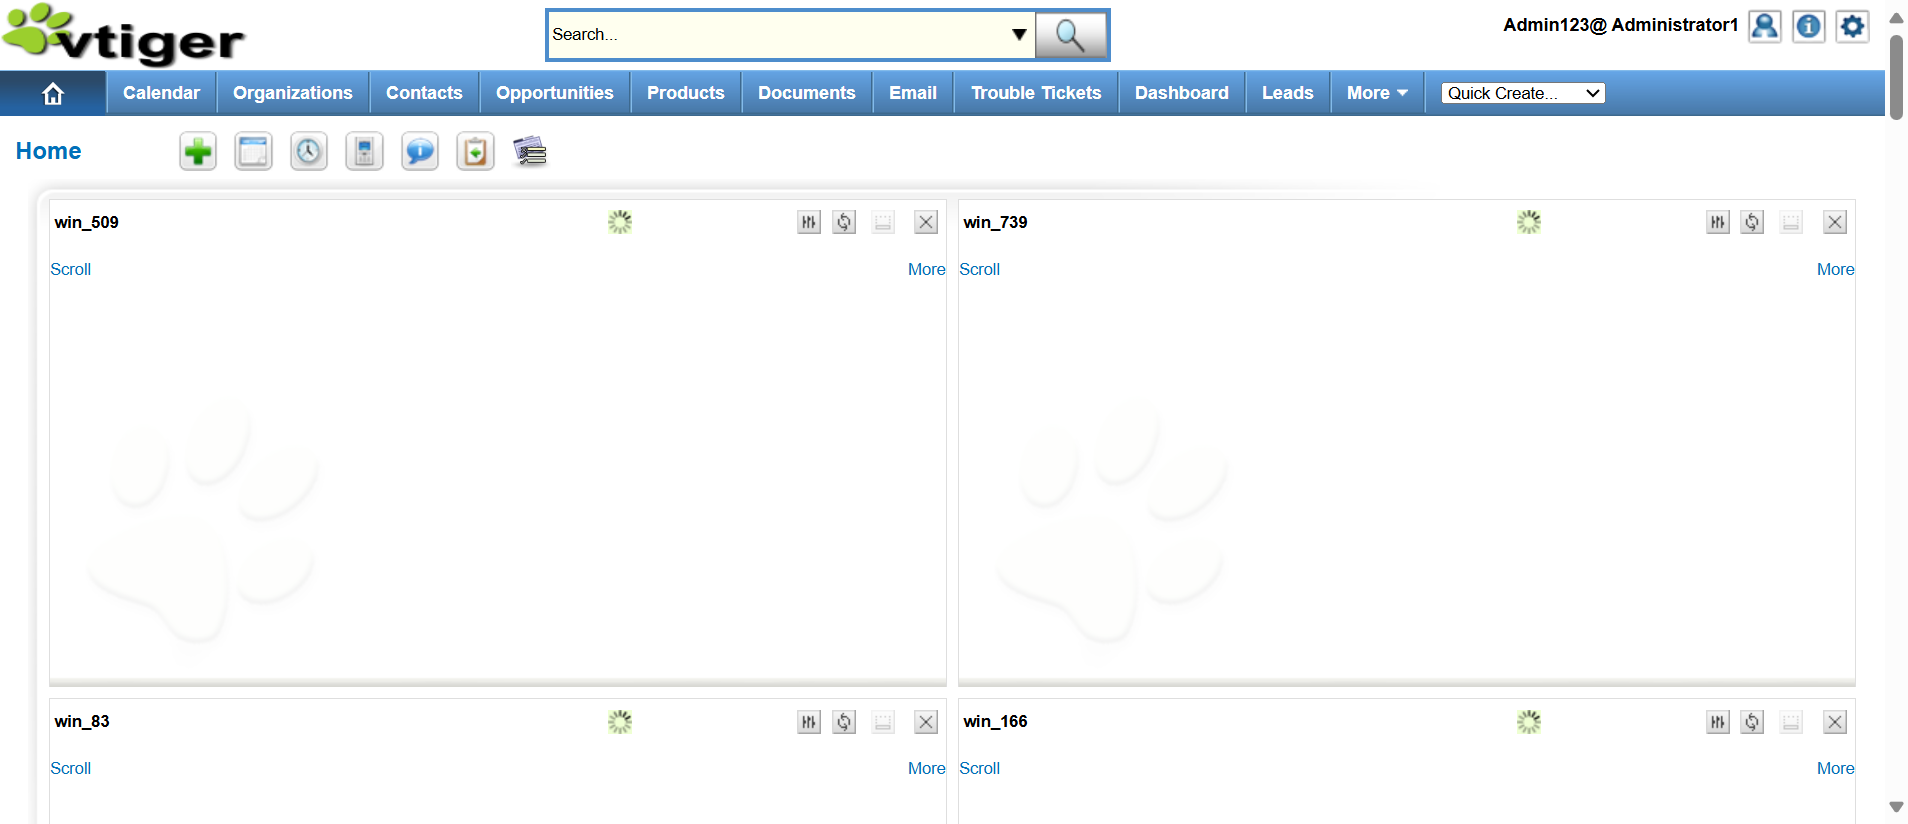 vtiger
Search...
Admin123@ Administrator1
Calendar Organizations Contacts Opportunities Products Documents Email Trouble Tickets Dashboard Leads More Quick Create...
Home
win_509
Scroll More
win_739
Scroll More
win_83
Scroll More
win_166
Scroll More